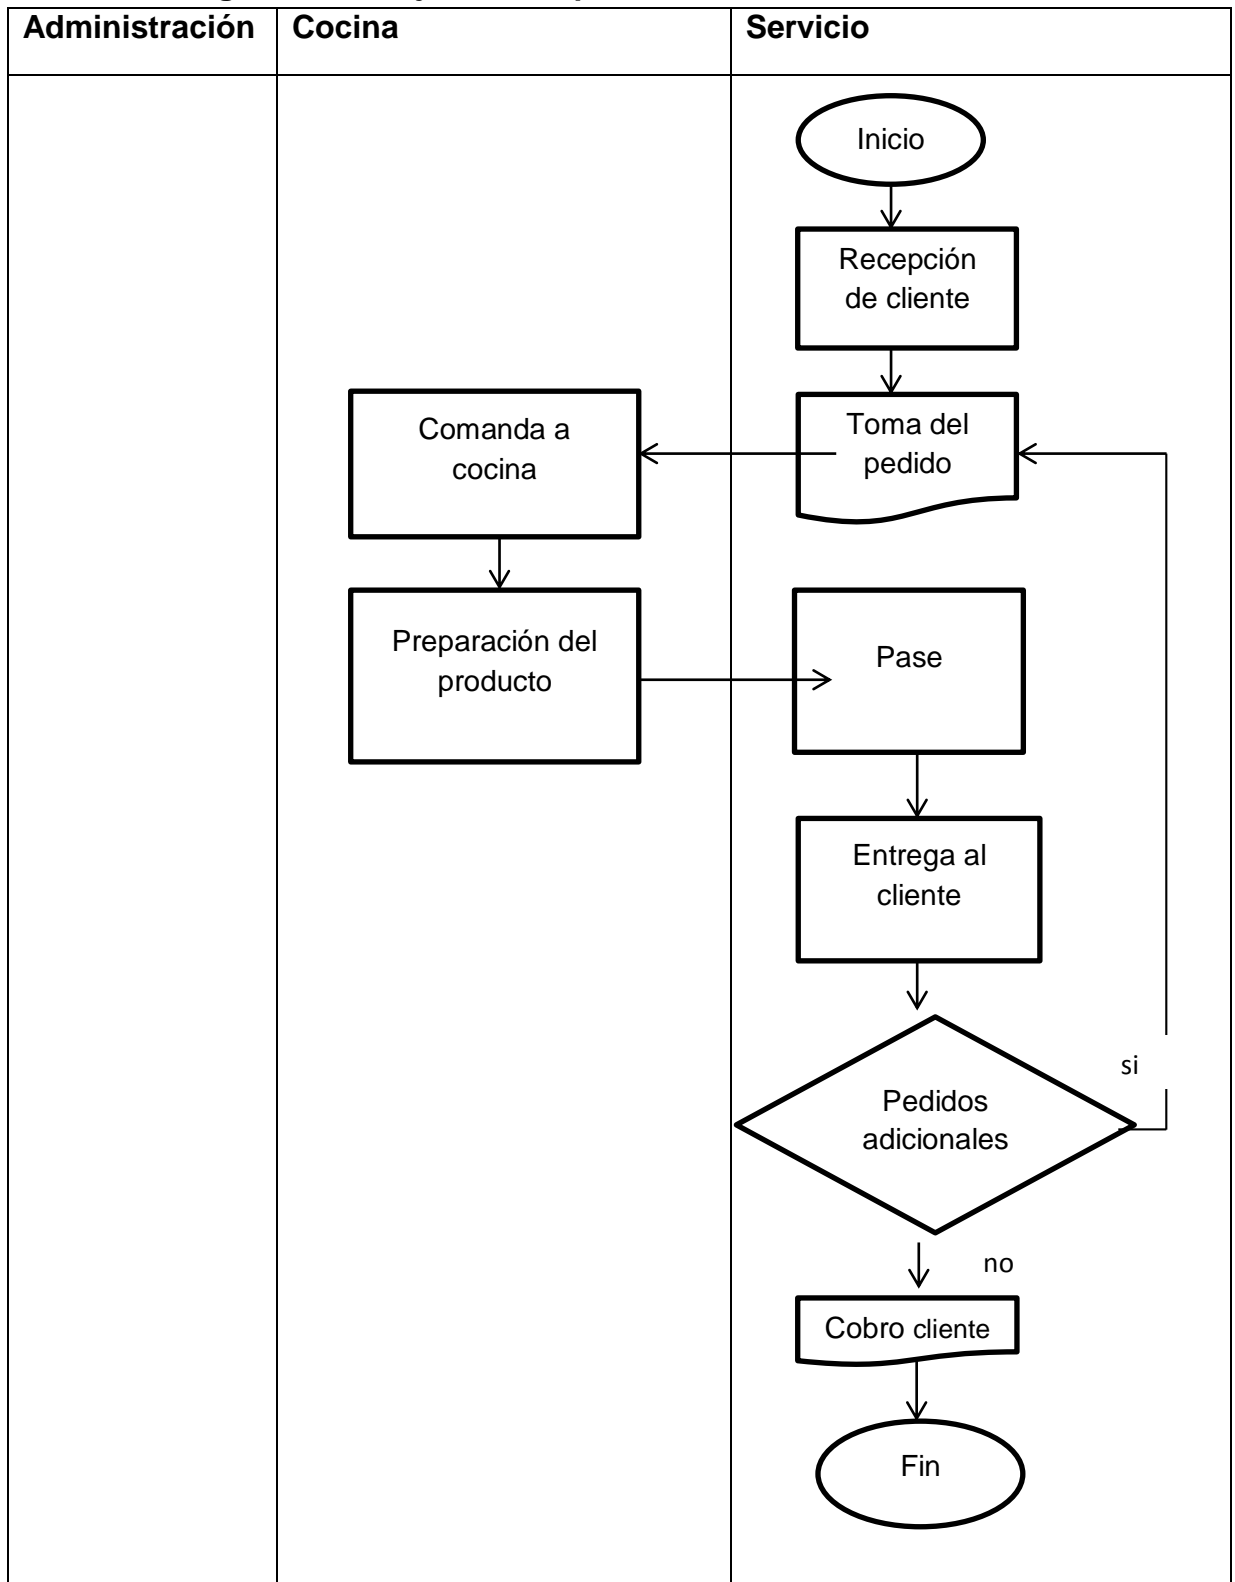 Administración
Cocina
Servicio
Inicio
Recepción
de cliente
Toma del
pedido
Comanda a
cocina
Preparación del
producto
Pase
Entrega al
cliente
Pedidos
adicionales
si
no
Cobro cliente
Fin